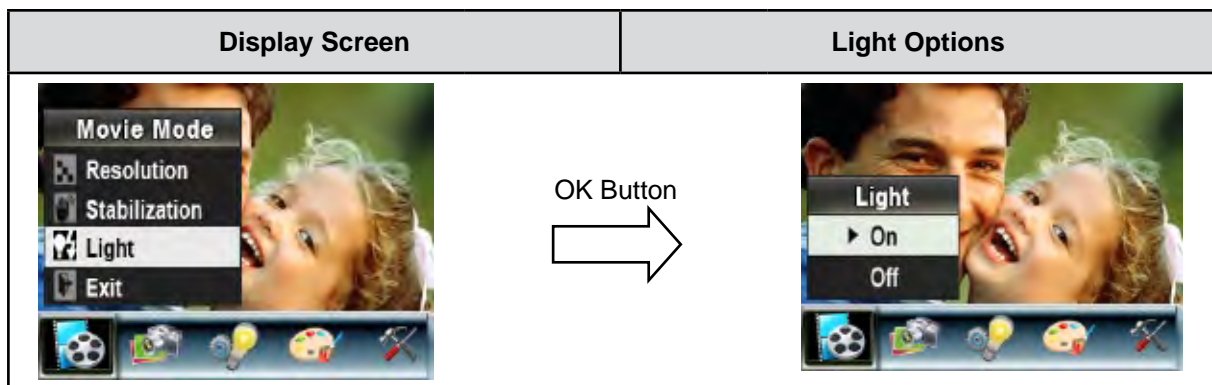 Display Screen
Light Options
Movie Mode
Resolution
Stabilization
Light
Exit
OK Button
Light
On
Off